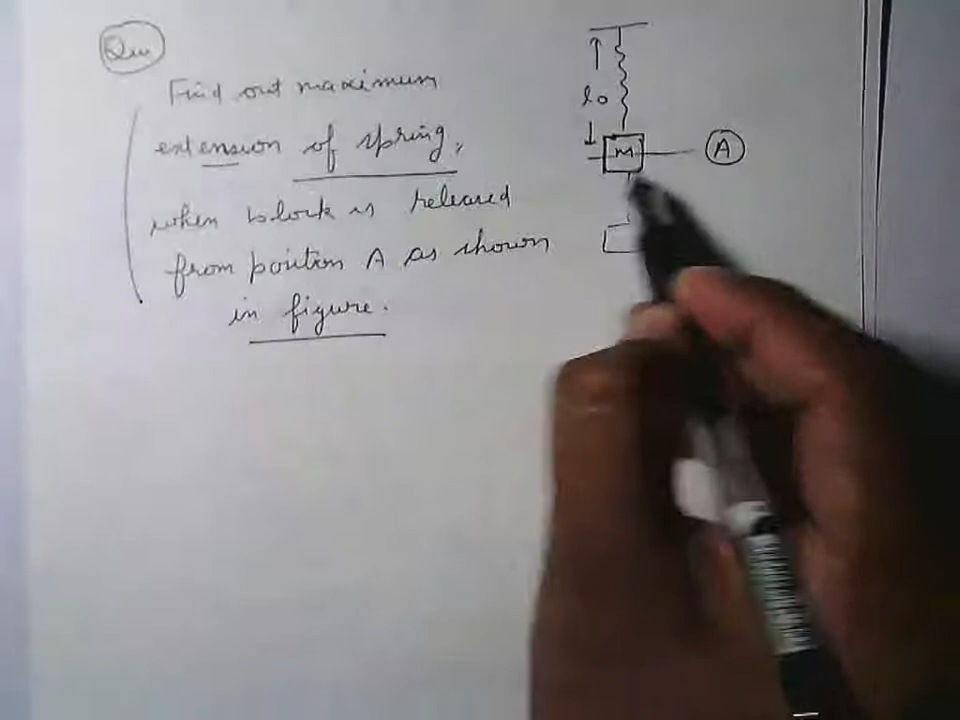 Qus
Find out maximum
extension of spring,
when block is released
from position A as shown
in figure.
l0
M
A